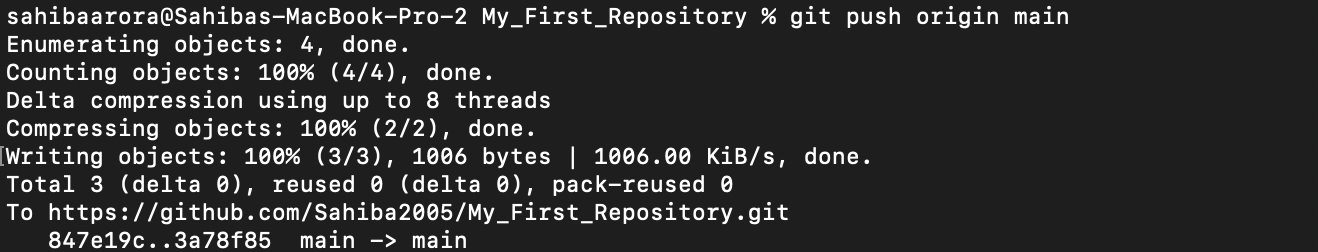 sahibaarora@Sahibas-MacBook-Pro-2 My_First_Repository % git push origin main
Enumerating objects: 4, done.
Counting objects: 100% (4/4), done.
Delta compression using up to 8 threads
Compressing objects: 100% (2/2), done.
Writing objects: 100% (3/3), 1006 bytes | 1006.00 KiB/s, done.
Total 3 (delta 0), reused 0 (delta 0), pack-reused 0
To https://github.com/Sahiba2005/My_First_Repository.git
   847e19c..3a78f85  main -> main